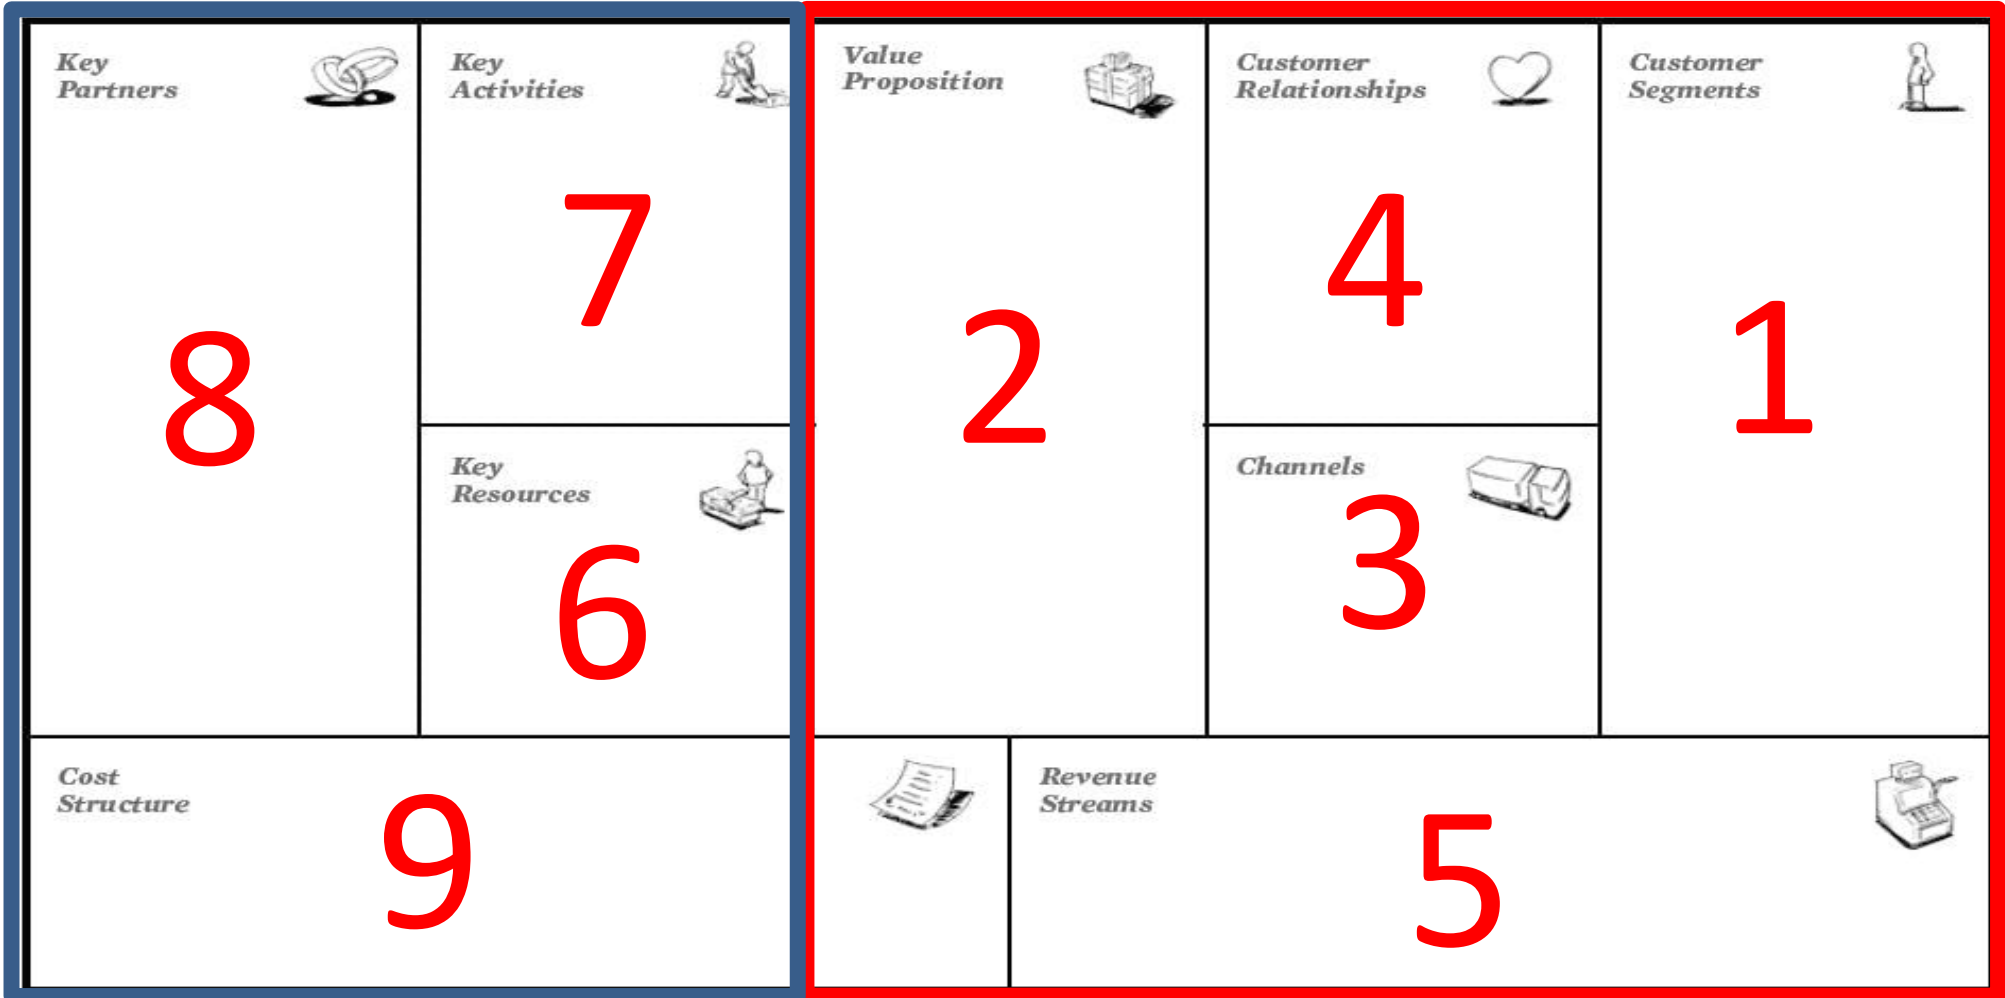 Key
Partners
8
Key
Activities
7
Key
Resources
6
Value
Proposition
2
Customer
Relationships
4
Channels
3
Customer
Segments
1
Cost
Structure
9
Revenue
Streams
5